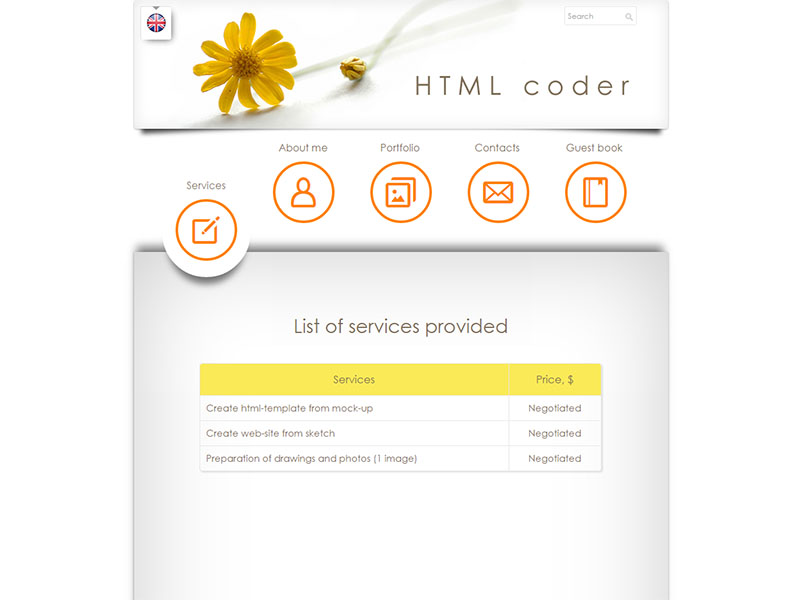 Search
HTML coder
About me
Portfolio
Contacts
Guest book
Services
List of services provided
Services Price, $
Create html-template from mock-up Negotiated
Create web-site from sketch Negotiated
Preparation of drawings and photos (1 image) Negotiated